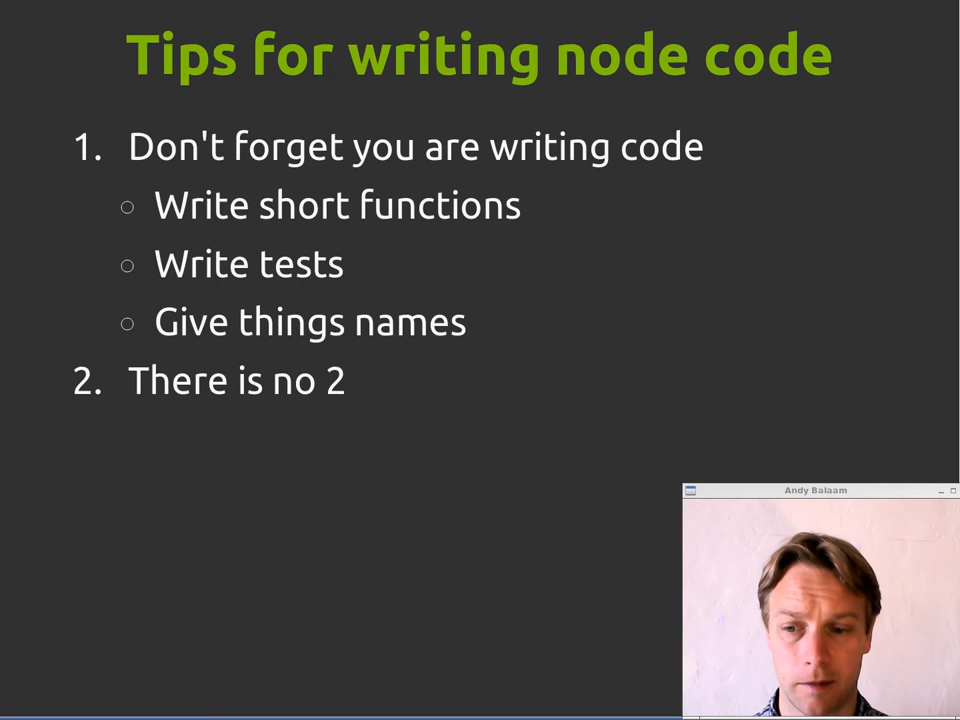 Tips for writing node code
1. Don't forget you are writing code
○ Write short functions
○ Write tests
○ Give things names
2. There is no 2
Andy Balaam